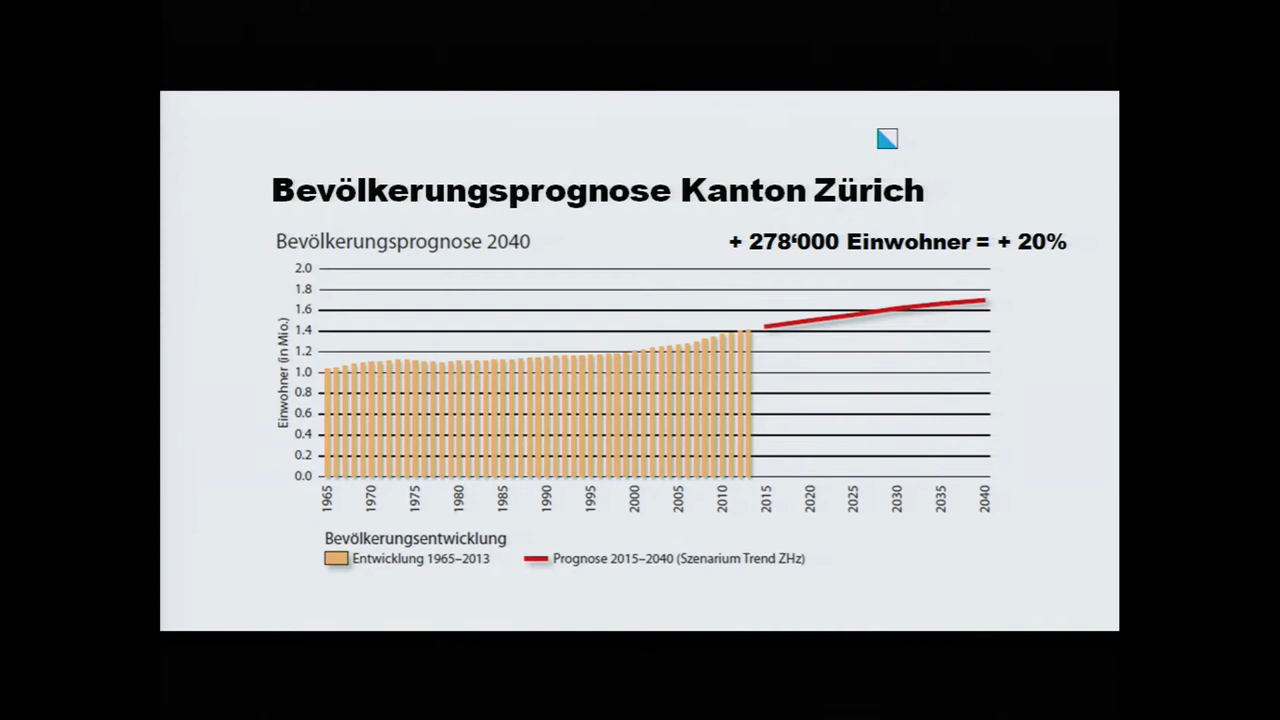 Bevölkerungsprognose Kanton Zürich
Bevölkerungsprognose 2040
+ 278‘000 Einwohner = + 20%
Einwohner (in Mio.)
2.0
1.8
1.6
1.4
1.2
1.0
0.8
0.6
0.4
0.2
0.0
1965 1970 1975 1980 1985 1990 1995 2000 2005 2010 2015 2020 2025 2030 2035 2040
Bevölkerungsentwicklung
Entwicklung 1965–2013 Prognose 2015–2040 (Szenarium Trend ZHz)